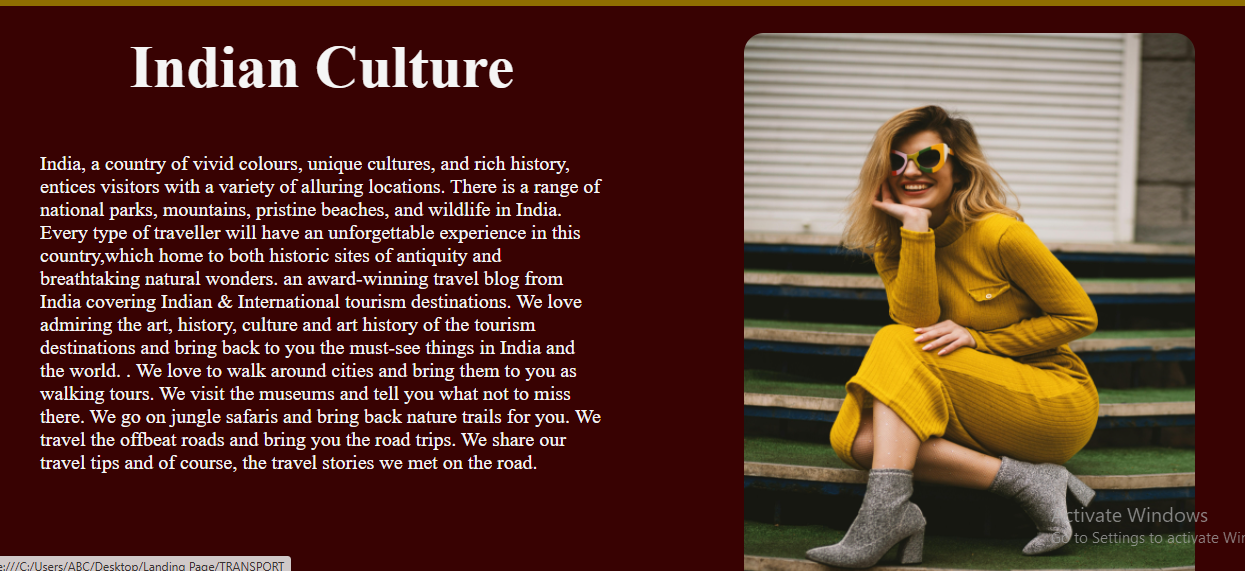 Indian Culture
India, a country of vivid colours, unique cultures, and rich history,
entices visitors with a variety of alluring locations. There is a range of
national parks, mountains, pristine beaches, and wildlife in India.
Every type of traveller will have an unforgettable experience in this
country,which home to both historic sites of antiquity and
breathtaking natural wonders. an award-winning travel blog from
India covering Indian & International tourism destinations. We love
admiring the art, history, culture and art history of the tourism
destinations and bring back to you the must-see things in India and
the world. . We love to walk around cities and bring them to you as
walking tours. We visit the museums and tell you what not to miss
there. We go on jungle safaris and bring back nature trails for you. We
travel the offbeat roads and bring you the road trips. We share our
travel tips and of course, the travel stories we met on the road.
Activate Windows
Go to Settings to activate Wi
e:///C:/Users/ABC/Desktop/Landing Page/TRANSPORT